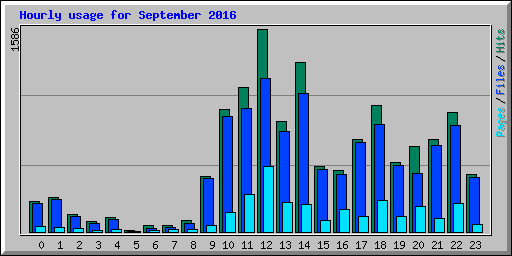 Hourly usage for September 2016
1586
Pages/Files/Hits
0 1 2 3 4 5 6 7 8 9 10 11 12 13 14 15 16 17 18 19 20 21 22 23